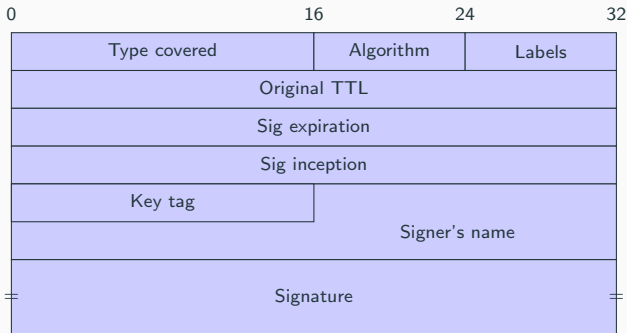 0 16 24 32
Type covered Algorithm Labels
Original TTL
Sig expiration
Sig inception
Key tag
Signer's name
Signature